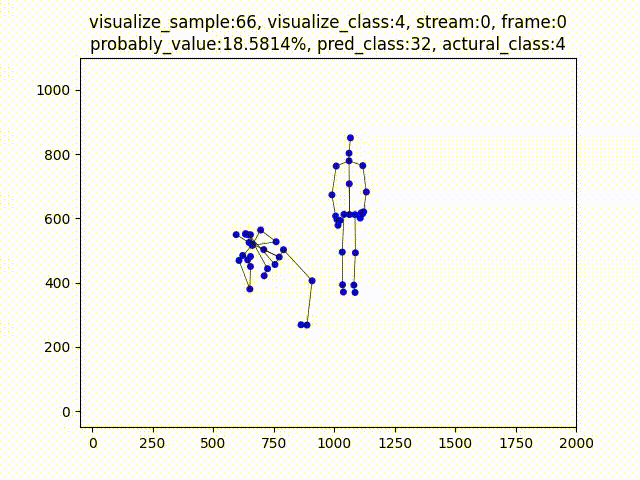 visualize_sample:66, visualize_class:4, stream:0, frame:0
probably_value:18.5814%, pred_class:32, actural_class:4
1000
800
600
400
200
0
0 250 500 750 1000 1250 1500 1750 2000